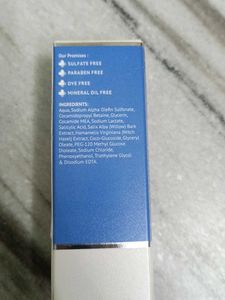 Our Promises :
SULFATE FREE
PARABEN FREE
DYE FREE
MINERAL OIL FREE
INGREDIENTS:
Aqua, Sodium Alpha Olefin Sulfonate,
Cocamidopropyl Betaine, Glycerin,
Cocamide MEA, Sodium Lactate,
Salicylic Acid, Salix Alba (Willow) Bark
Extract, Hamamelis Virginiana (Witch
Hazel) Extract, Coco-Glucoside, Glyceryl
Oleate, PEG-120 Methyl Glucose
Dioleate, Sodium Chloride,
Phenoxyethanol, Triethylene Glycol
& Disodium EDTA.